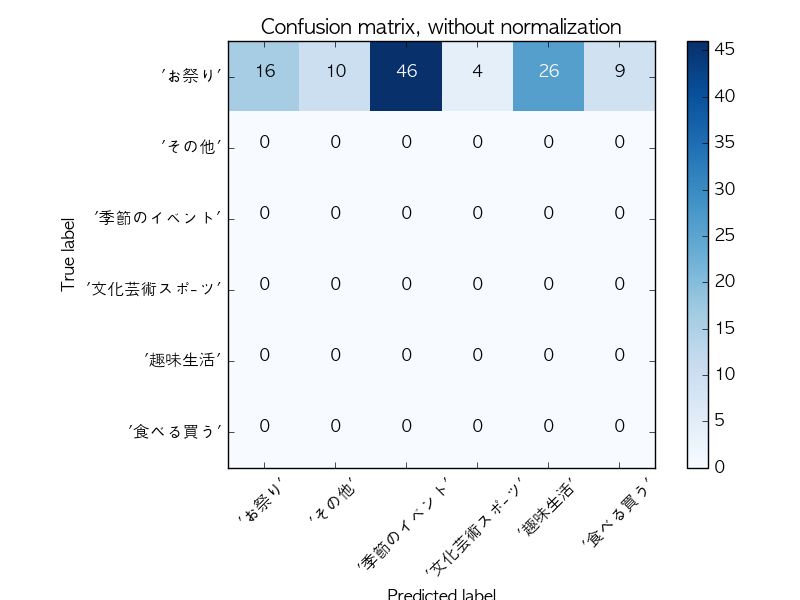 Confusion matrix, without normalization
'お祭り' 16 10 46 4 26 9
'その他' 0 0 0 0 0 0
'季節のイベント' 0 0 0 0 0 0
'文化芸術スポーツ' 0 0 0 0 0 0
'趣味生活' 0 0 0 0 0 0
'食べる買う' 0 0 0 0 0 0
True label
'お祭り' 'その他' '季節のイベント' '文化芸術スポーツ' '趣味生活' '食べる買う'
Predicted label
45
40
35
30
25
20
15
10
5
0